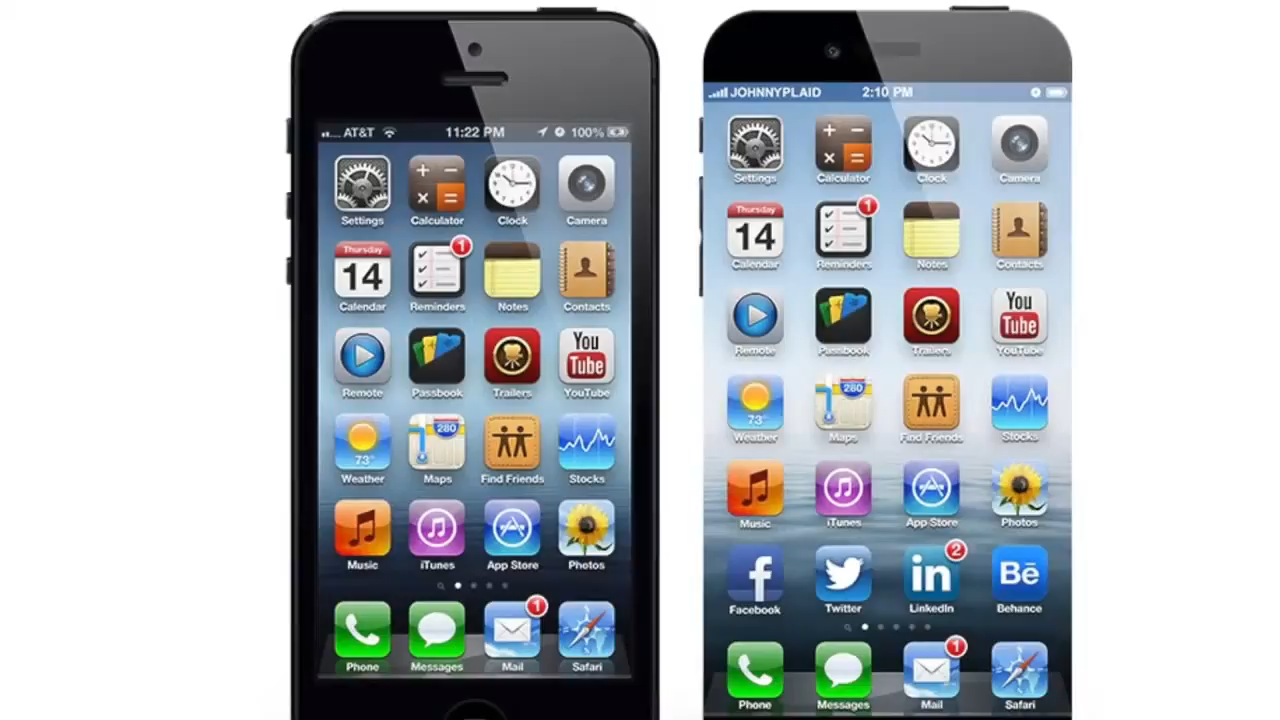 AT&T 11:22 PM 100%
Settings Calculator Clock Camera
Thursday
14 1
Calendar Reminders Notes Contacts
You
Tube
Remote Passbook Trailers YouTube
280
73°
Weather Maps Find Friends Stocks
Music iTunes App Store Photos
1
Phone Messages Mail Safari
JOHNNYPLAID 2:10 PM
Settings Calculator Clock Camera
Thursday
14 1
Calendar Reminders Notes Contacts
You
Tube
Remote Passbook Trailers YouTube
280
73°
Weather Maps Find Friends Stocks
Music iTunes App Store Photos
f in 2 Bē
Facebook Twitter LinkedIn Behance
1
Phone Messages Mail Safari